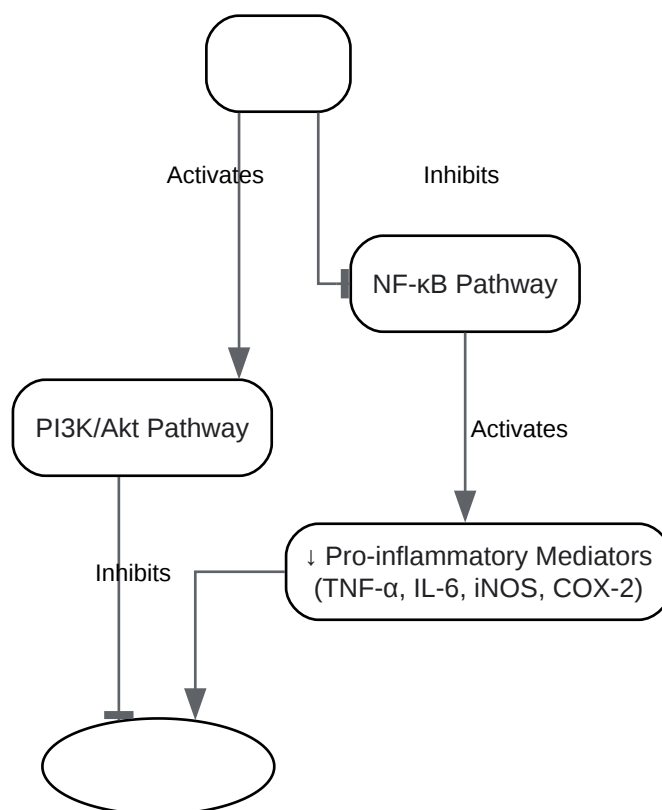 Activates
Inhibits
NF-κB Pathway
PI3K/Akt Pathway
Activates
↓ Pro-inflammatory Mediators
(TNF-α, IL-6, iNOS, COX-2)
Inhibits